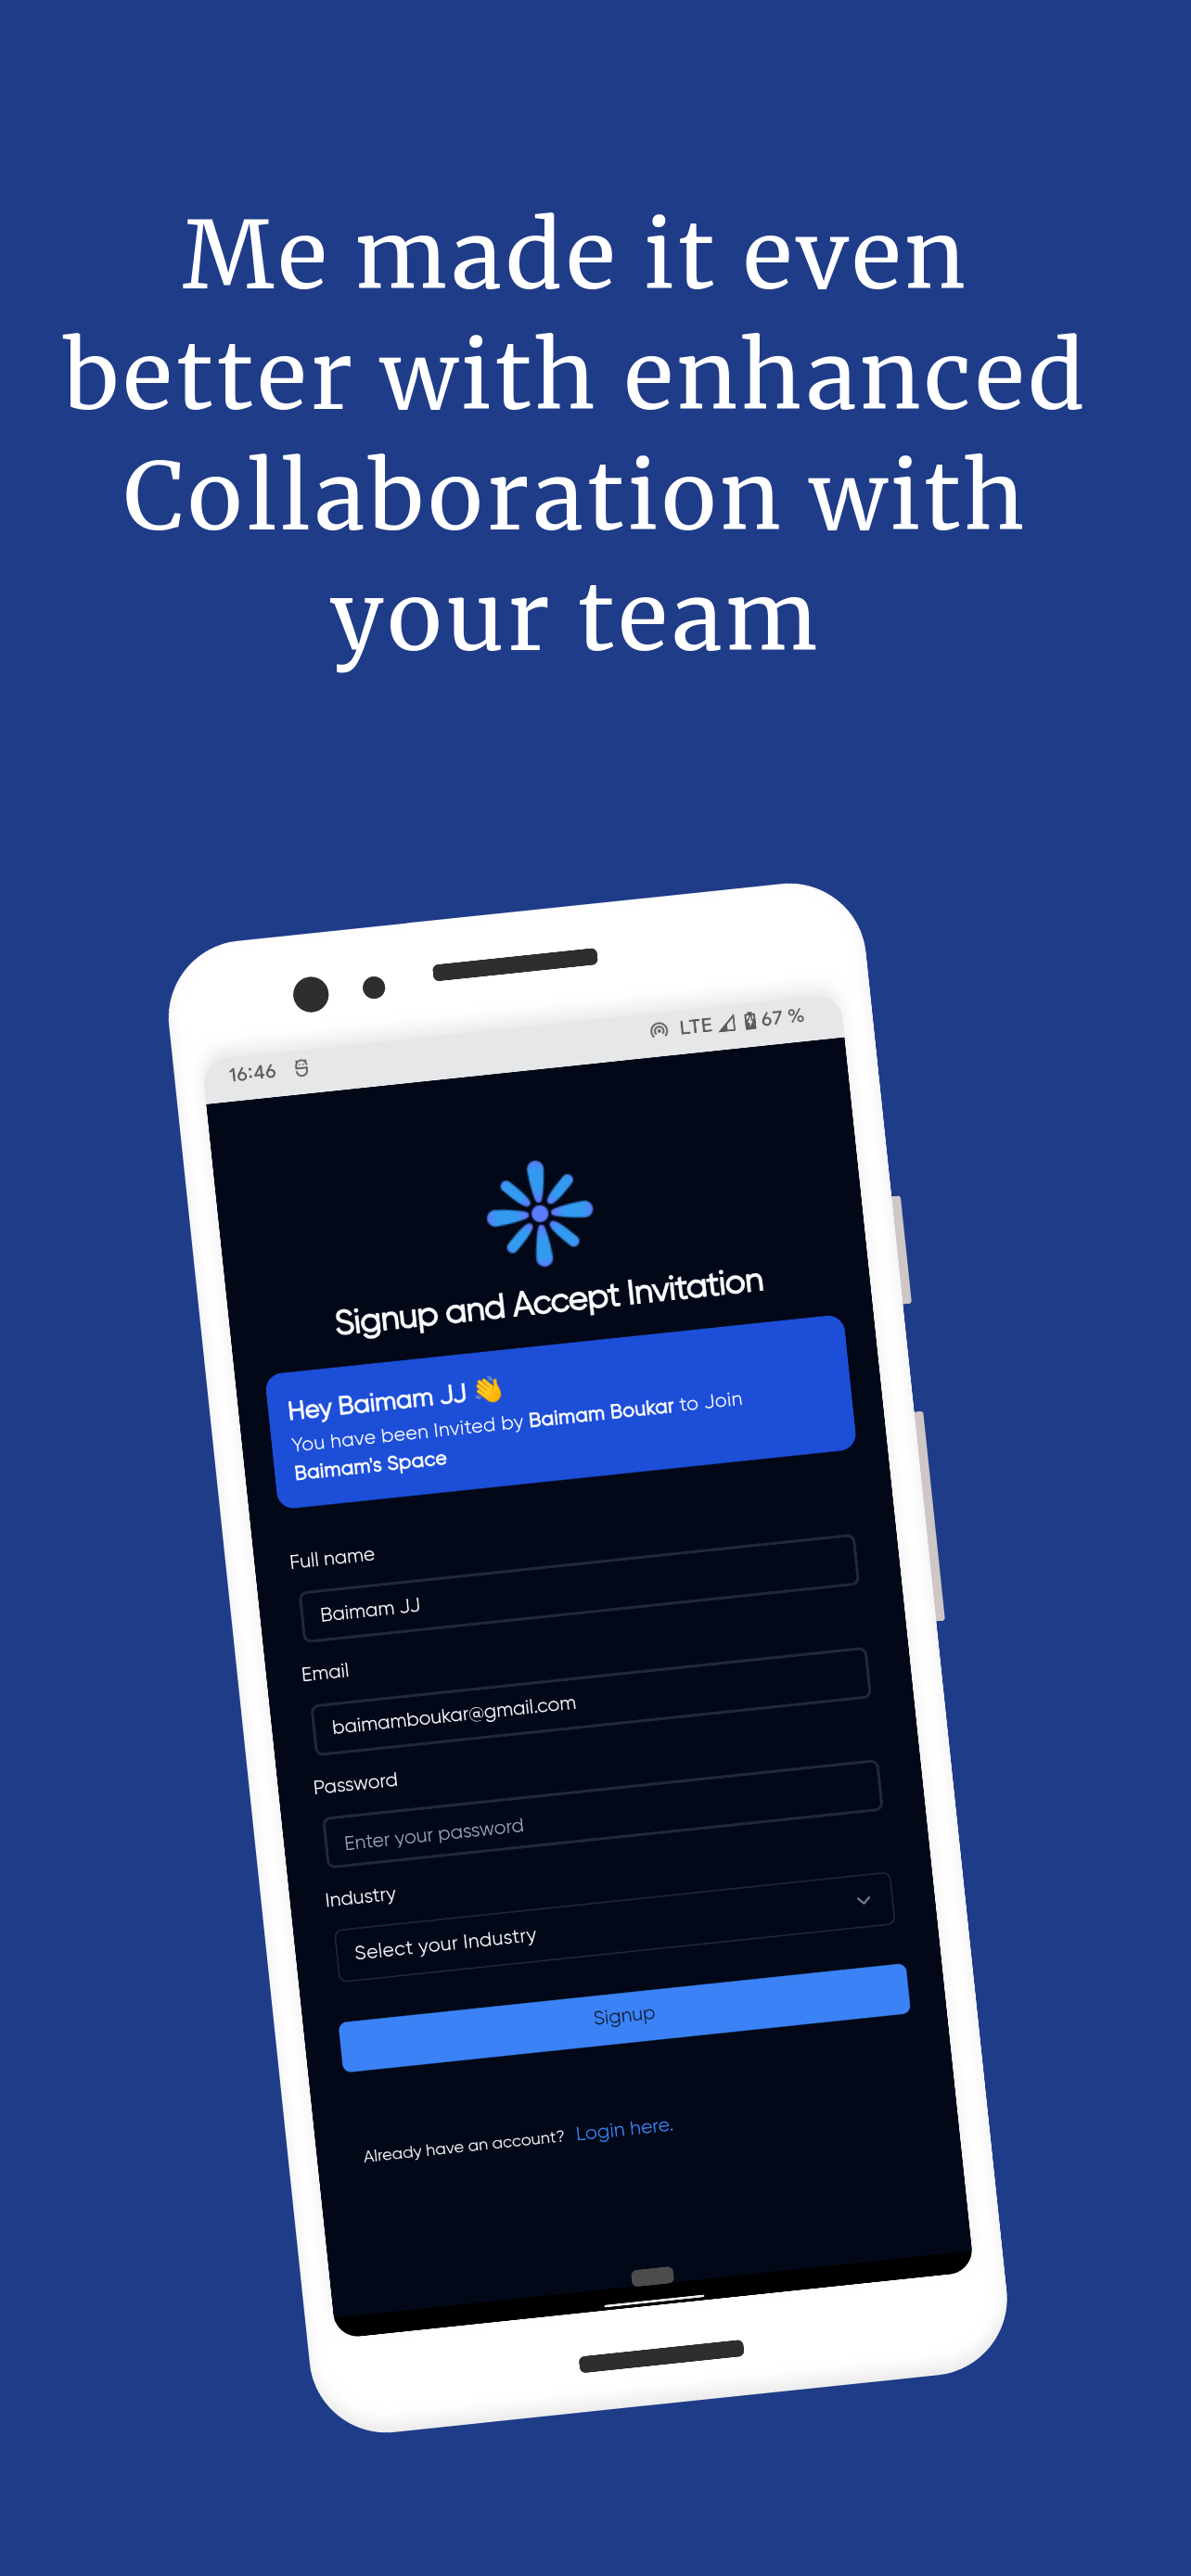 Me made it even
better with enhanced
Collaboration with
your team
16:46 LTE 67 %
Signup and Accept Invitation
Hey Baimam JJ 👋
You have been Invited by Baimam Boukar to Join
Baimam's Space
Full name
Baimam JJ
Email
baimamboukar@gmail.com
Password
Enter your password
Industry
Select your Industry
Signup
Already have an account? Login here.